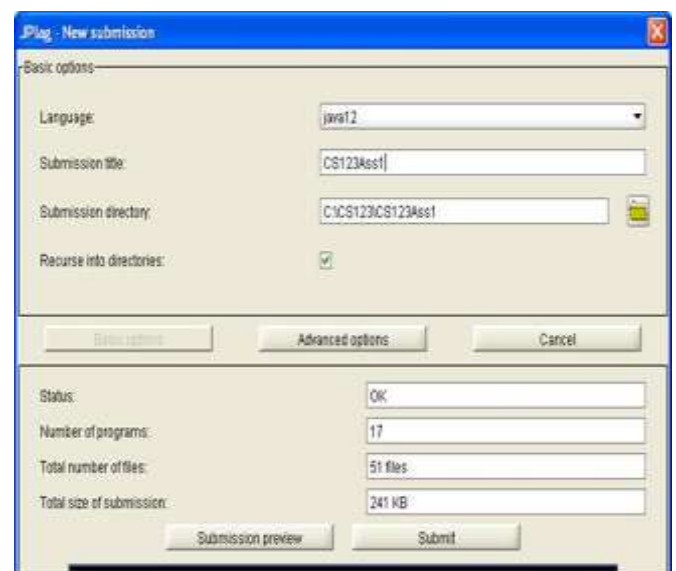 JPlag - New submission
Basic options
Language: java12
Submission title: CS123Ass1
Submission directory: C:\CS123\CS123Ass1
Recurse into directories:
Basic options Advanced options Cancel
Status: OK
Number of programs: 17
Total number of files: 51 files
Total size of submission: 241 KB
Submission preview Submit